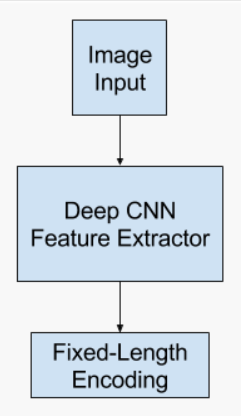 Image
Input
Deep CNN
Feature Extractor
Fixed-Length
Encoding